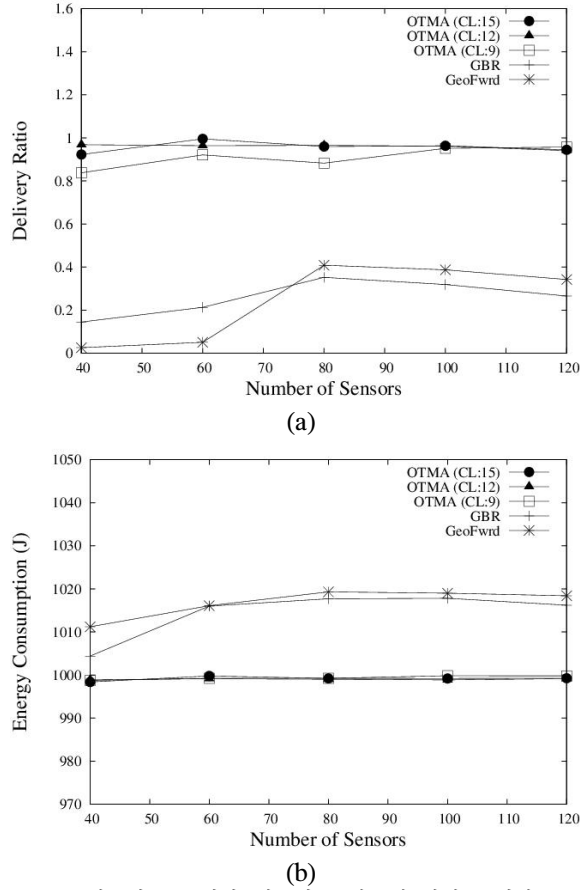 (a)
1.6
1.4
1.2
1
0.8
0.6
0.4
0.2
0
Delivery Ratio
OTMA (CL:15)
OTMA (CL:12)
OTMA (CL:9)
GBR
GeoFwrd
40 50 60 70 80 90 100 110 120
Number of Sensors
(a)
1050
1040
1030
1020
1010
1000
990
980
970
Energy Consumption (J)
OTMA (CL:15)
OTMA (CL:12)
OTMA (CL:9)
GBR
GeoFwrd
40 50 60 70 80 90 100 110 120
Number of Sensors
(b)